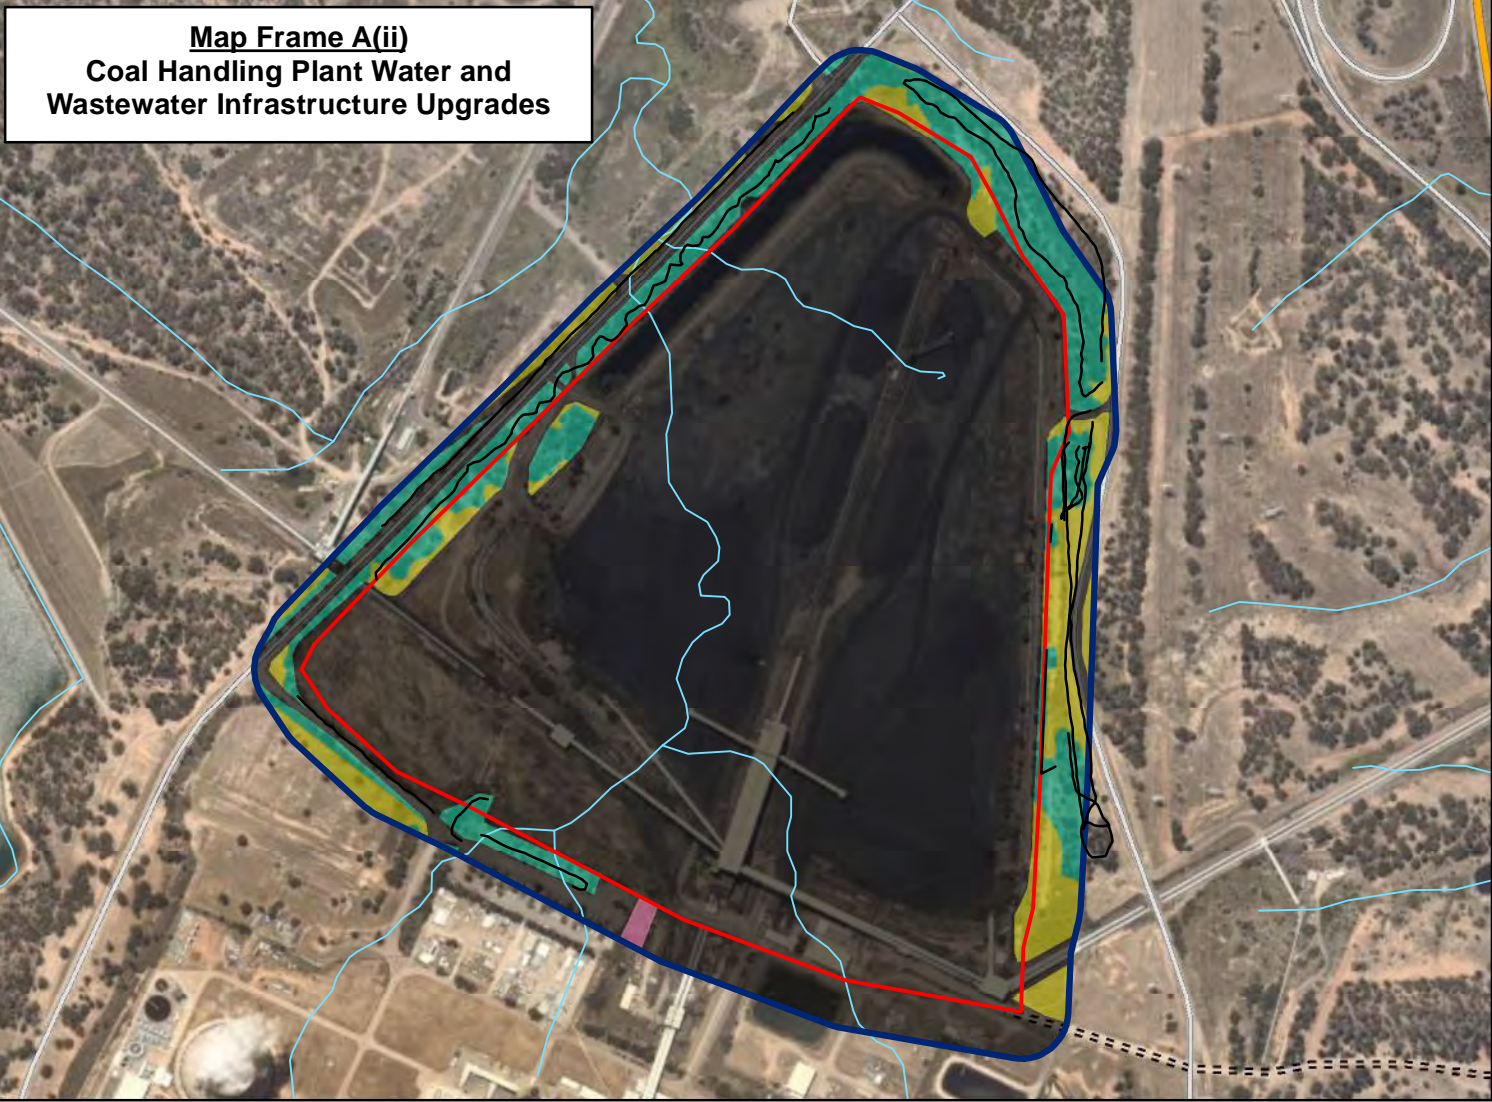 Map Frame A(ii)
Coal Handling Plant Water and
Wastewater Infrastructure Upgrades